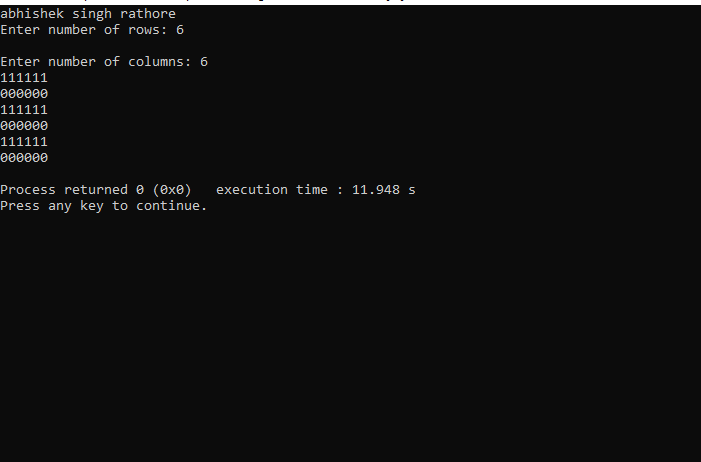 abhishek singh rathore
Enter number of rows: 6
Enter number of columns: 6
111111
000000
111111
000000
111111
000000
Process returned 0 (0x0)   execution time : 11.948 s
Press any key to continue.